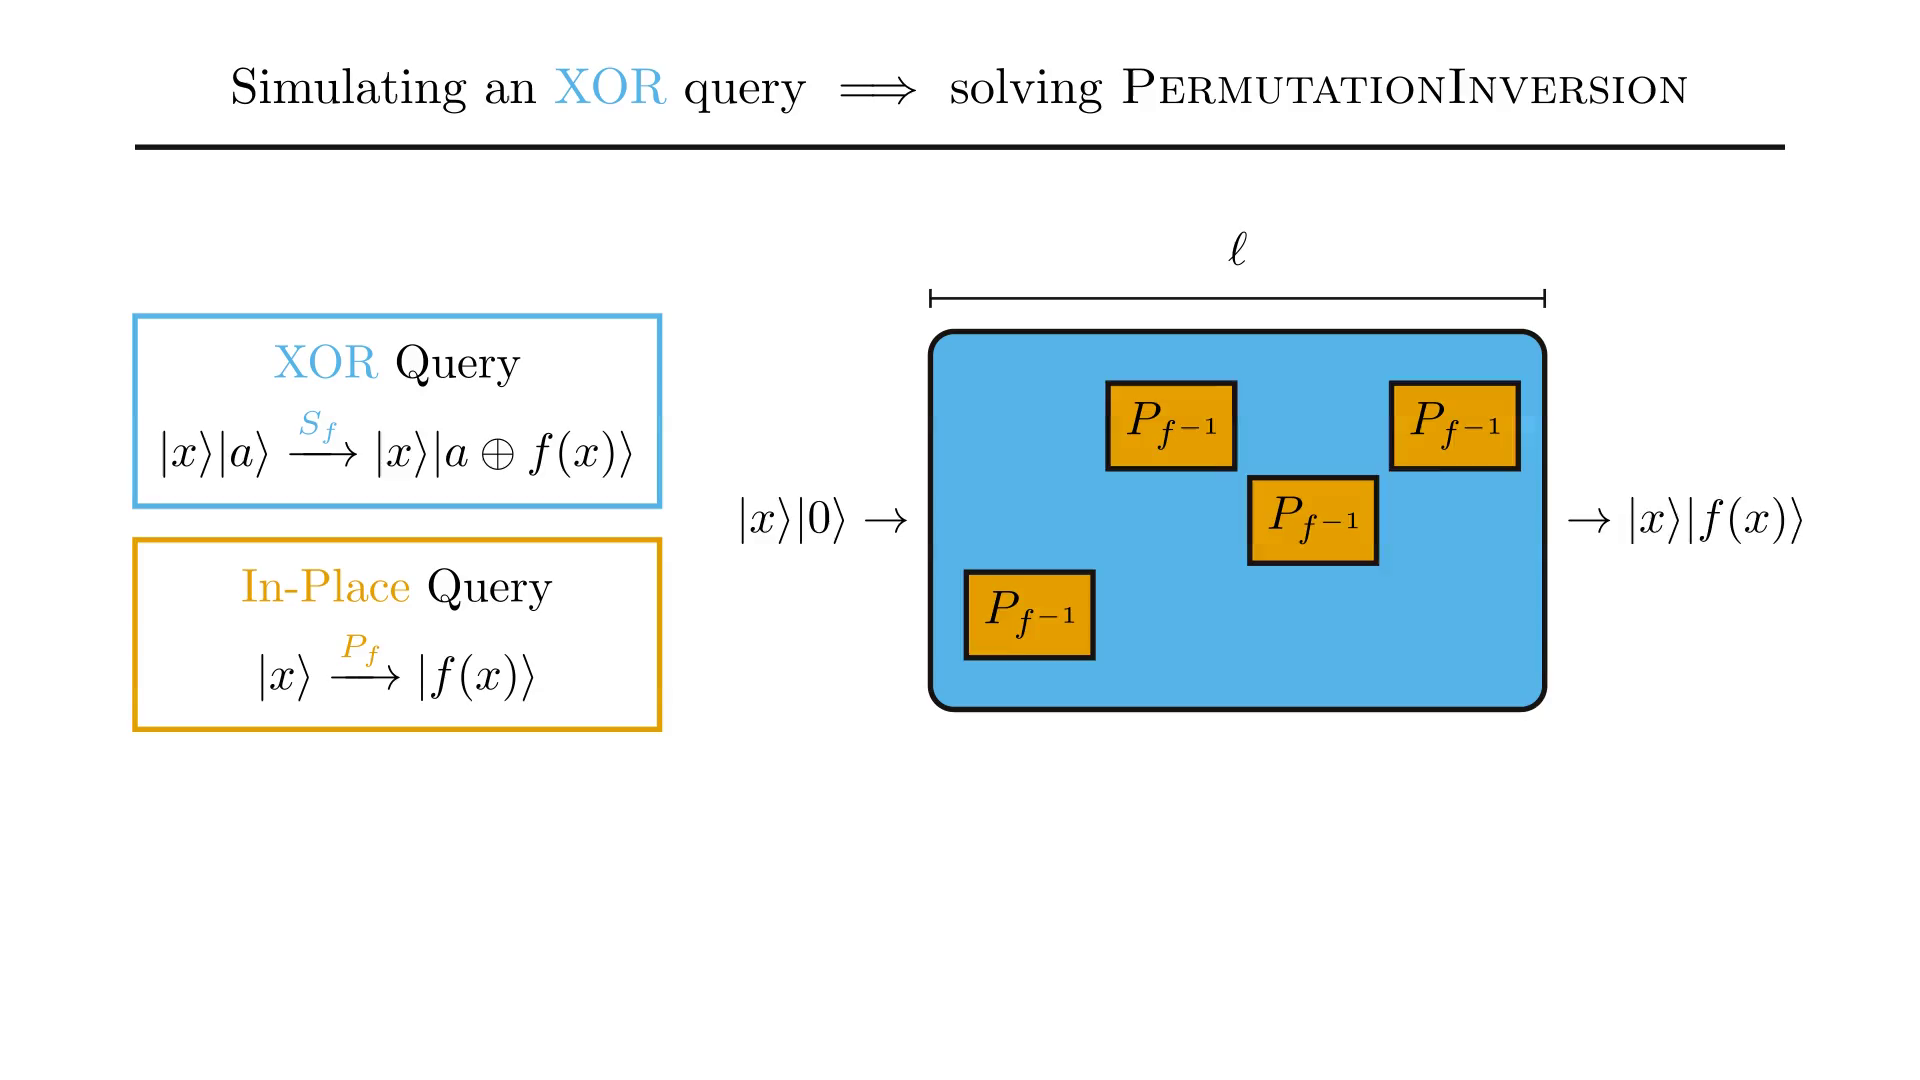 Simulating an XOR query ⟹ solving PERMUTATIONINVERSION
XOR Query
|x⟩|a⟩ S_f ⟶ |x⟩|a ⊕ f(x)⟩
In-Place Query
|x⟩ P_f ⟶ |f(x)⟩
ℓ
P_{f^{-1}} P_{f^{-1}}
|x⟩|0⟩ → P_{f^{-1}} → |x⟩|f(x)⟩
P_{f^{-1}}